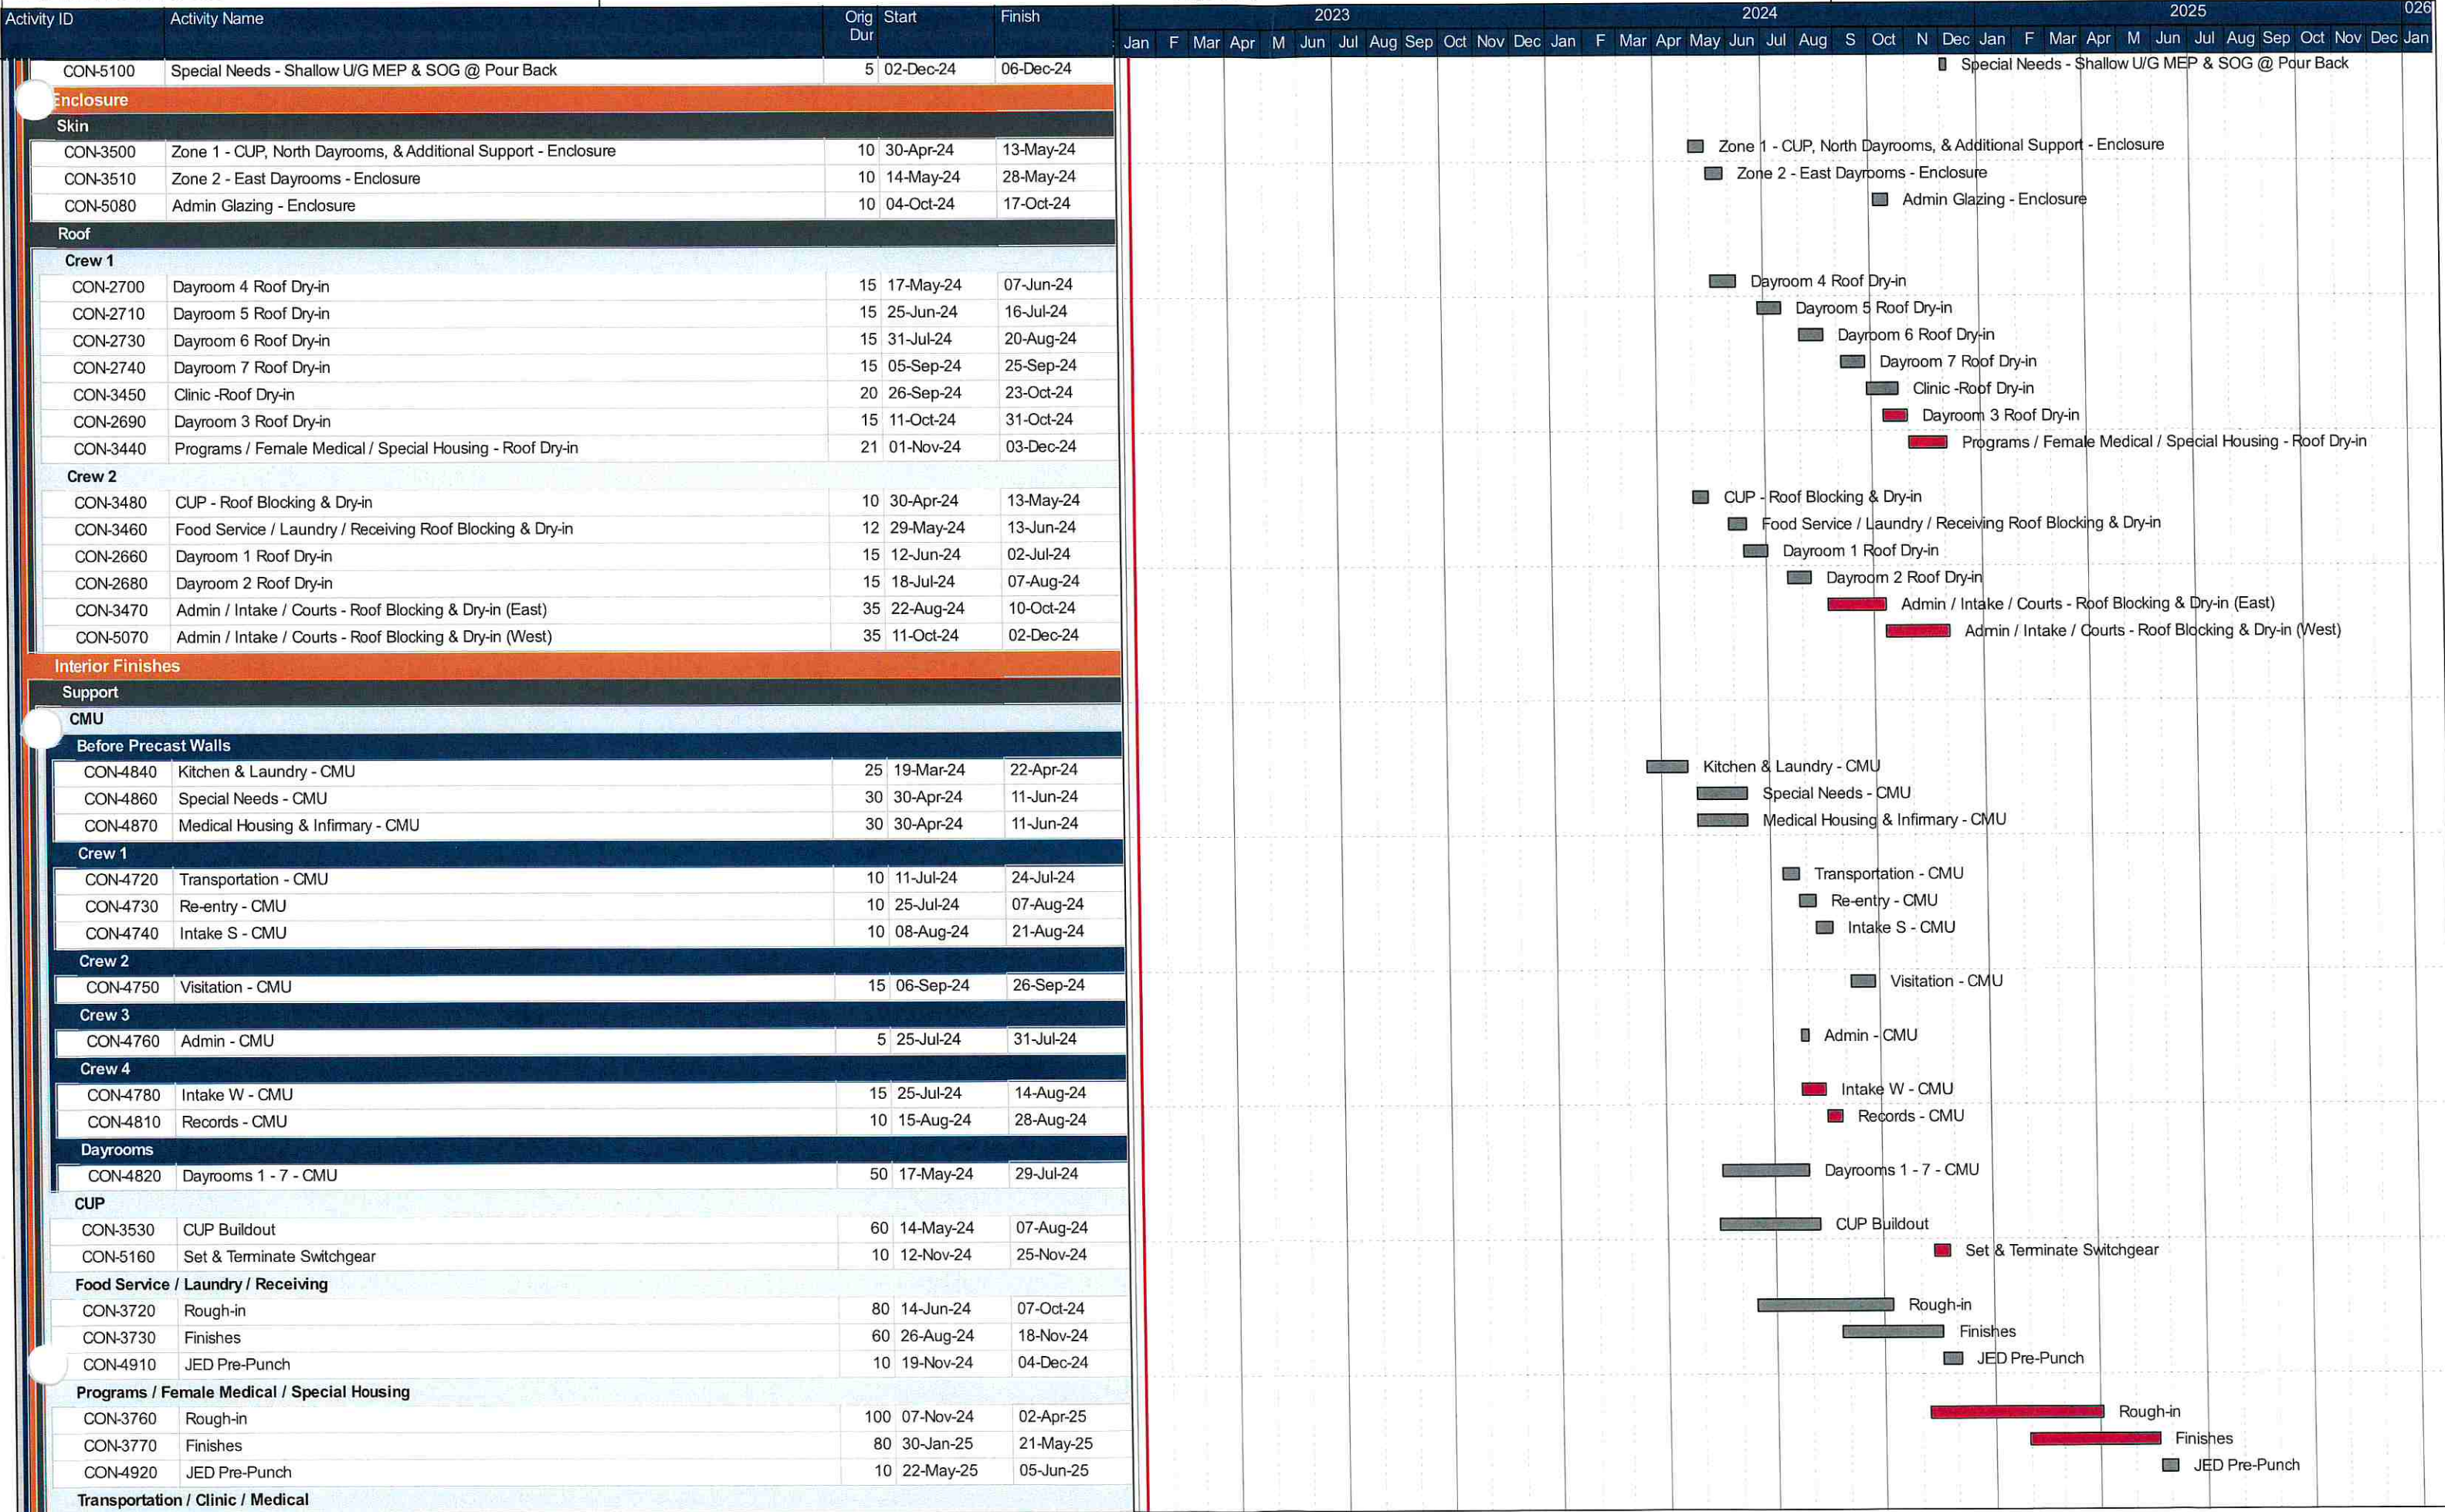 Activity ID Activity Name Orig Dur Start Finish 2023 2024 2025 026
Jan F Mar Apr M Jun Jul Aug Sep Oct Nov Dec Jan F Mar Apr May Jun Jul Aug S Oct N Dec Jan F Mar Apr M Jun Jul Aug Sep Oct Nov Dec Jan
CON-5100 Special Needs - Shallow U/G MEP & SOG @ Pour Back 5 02-Dec-24 06-Dec-24 Special Needs - Shallow U/G MEP & SOG @ Pour Back
Enclosure
Skin
CON-3500 Zone 1 - CUP, North Dayrooms, & Additional Support - Enclosure 10 30-Apr-24 13-May-24 Zone 1 - CUP, North Dayrooms, & Additional Support - Enclosure
CON-3510 Zone 2 - East Dayrooms - Enclosure 10 14-May-24 28-May-24 Zone 2 - East Dayrooms - Enclosure
CON-5080 Admin Glazing - Enclosure 10 04-Oct-24 17-Oct-24 Admin Glazing - Enclosure
Roof
Crew 1
CON-2700 Dayroom 4 Roof Dry-in 15 17-May-24 07-Jun-24 Dayroom 4 Roof Dry-in
CON-2710 Dayroom 5 Roof Dry-in 15 25-Jun-24 16-Jul-24 Dayroom 5 Roof Dry-in
CON-2730 Dayroom 6 Roof Dry-in 15 31-Jul-24 20-Aug-24 Dayroom 6 Roof Dry-in
CON-2740 Dayroom 7 Roof Dry-in 15 05-Sep-24 25-Sep-24 Dayroom 7 Roof Dry-in
CON-3450 Clinic -Roof Dry-in 20 26-Sep-24 23-Oct-24 Clinic -Roof Dry-in
CON-2690 Dayroom 3 Roof Dry-in 15 11-Oct-24 31-Oct-24 Dayroom 3 Roof Dry-in
CON-3440 Programs / Female Medical / Special Housing - Roof Dry-in 21 01-Nov-24 03-Dec-24 Programs / Female Medical / Special Housing - Roof Dry-in
Crew 2
CON-3480 CUP - Roof Blocking & Dry-in 10 30-Apr-24 13-May-24 CUP - Roof Blocking & Dry-in
CON-3460 Food Service / Laundry / Receiving Roof Blocking & Dry-in 12 29-May-24 13-Jun-24 Food Service / Laundry / Receiving Roof Blocking & Dry-in
CON-2660 Dayroom 1 Roof Dry-in 15 12-Jun-24 02-Jul-24 Dayroom 1 Roof Dry-in
CON-2680 Dayroom 2 Roof Dry-in 15 18-Jul-24 07-Aug-24 Dayroom 2 Roof Dry-in
CON-3470 Admin / Intake / Courts - Roof Blocking & Dry-in (East) 35 22-Aug-24 10-Oct-24 Admin / Intake / Courts - Roof Blocking & Dry-in (East)
CON-5070 Admin / Intake / Courts - Roof Blocking & Dry-in (West) 35 11-Oct-24 02-Dec-24 Admin / Intake / Courts - Roof Blocking & Dry-in (West)
Interior Finishes
Support
CMU
Before Precast Walls
CON-4840 Kitchen & Laundry - CMU 25 19-Mar-24 22-Apr-24 Kitchen & Laundry - CMU
CON-4860 Special Needs - CMU 30 30-Apr-24 11-Jun-24 Special Needs - CMU
CON-4870 Medical Housing & Infirmary - CMU 30 30-Apr-24 11-Jun-24 Medical Housing & Infirmary - CMU
Crew 1
CON-4720 Transportation - CMU 10 11-Jul-24 24-Jul-24 Transportation - CMU
CON-4730 Re-entry - CMU 10 25-Jul-24 07-Aug-24 Re-entry - CMU
CON-4740 Intake S - CMU 10 08-Aug-24 21-Aug-24 Intake S - CMU
Crew 2
CON-4750 Visitation - CMU 15 06-Sep-24 26-Sep-24 Visitation - CMU
Crew 3
CON-4760 Admin - CMU 5 25-Jul-24 31-Jul-24 Admin - CMU
Crew 4
CON-4780 Intake W - CMU 15 25-Jul-24 14-Aug-24 Intake W - CMU
CON-4810 Records - CMU 10 15-Aug-24 28-Aug-24 Records - CMU
Dayrooms
CON-4820 Dayrooms 1 - 7 - CMU 50 17-May-24 29-Jul-24 Dayrooms 1 - 7 - CMU
CUP
CON-3530 CUP Buildout 60 14-May-24 07-Aug-24 CUP Buildout
CON-5160 Set & Terminate Switchgear 10 12-Nov-24 25-Nov-24 Set & Terminate Switchgear
Food Service / Laundry / Receiving
CON-3720 Rough-in 80 14-Jun-24 07-Oct-24 Rough-in
CON-3730 Finishes 60 26-Aug-24 18-Nov-24 Finishes
CON-4910 JED Pre-Punch 10 19-Nov-24 04-Dec-24 JED Pre-Punch
Programs / Female Medical / Special Housing
CON-3760 Rough-in 100 07-Nov-24 02-Apr-25 Rough-in
CON-3770 Finishes 80 30-Jan-25 21-May-25 Finishes
CON-4920 JED Pre-Punch 10 22-May-25 05-Jun-25 JED Pre-Punch
Transportation / Clinic / Medical